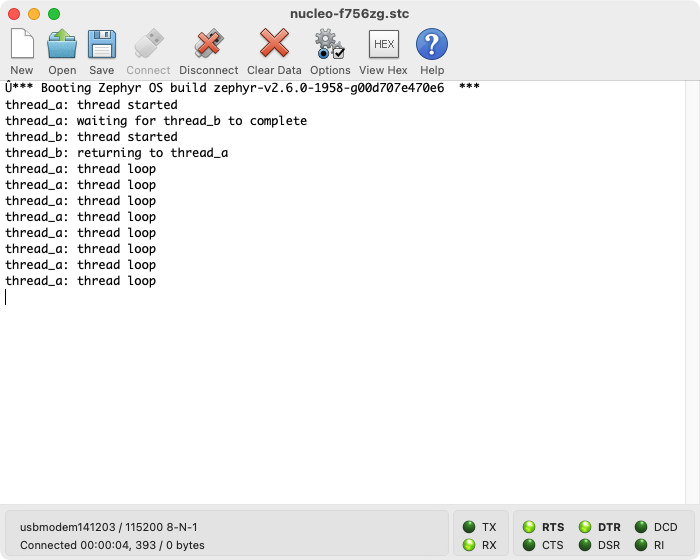 nucleo-f756zg.stc
New Open Save Connect Disconnect Clear Data Options HEX View Hex ? Help
Û*** Booting Zephyr OS build zephyr-v2.6.0-1958-g00d707e470e6  ***
thread_a: thread started
thread_a: waiting for thread_b to complete
thread_b: thread started
thread_b: returning to thread_a
thread_a: thread loop
thread_a: thread loop
thread_a: thread loop
thread_a: thread loop
thread_a: thread loop
thread_a: thread loop
thread_a: thread loop
thread_a: thread loop
usbmodem141203 / 115200 8-N-1
Connected 00:00:04, 393 / 0 bytes
TX RTS DTR DCD
RX CTS DSR RI